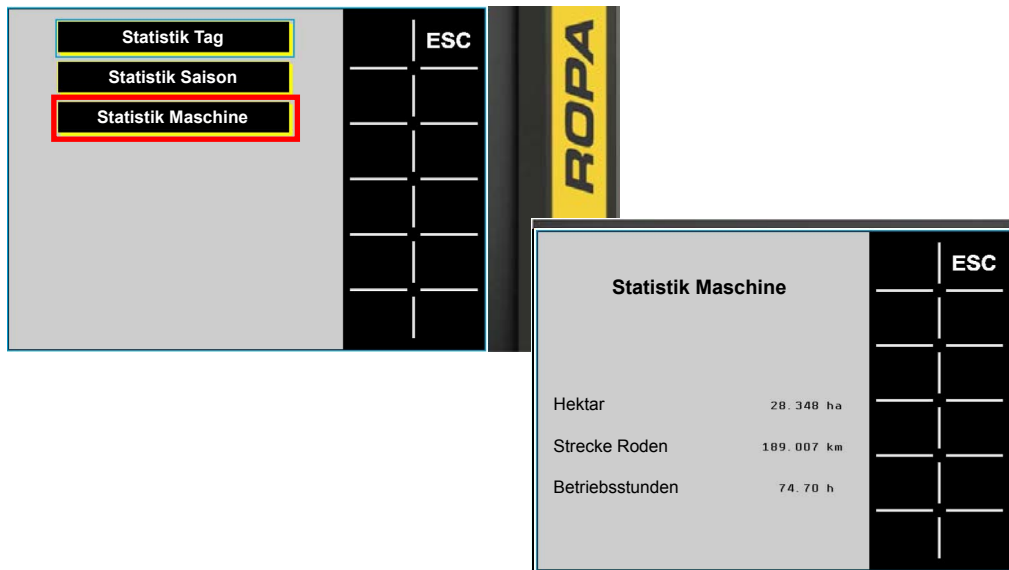 Statistik Tag
ESC
Statistik Saison
Statistik Maschine
ROPA
ESC
Statistik Maschine
Hektar 28.348 ha
Strecke Roden 189.007 km
Betriebsstunden 74.70 h